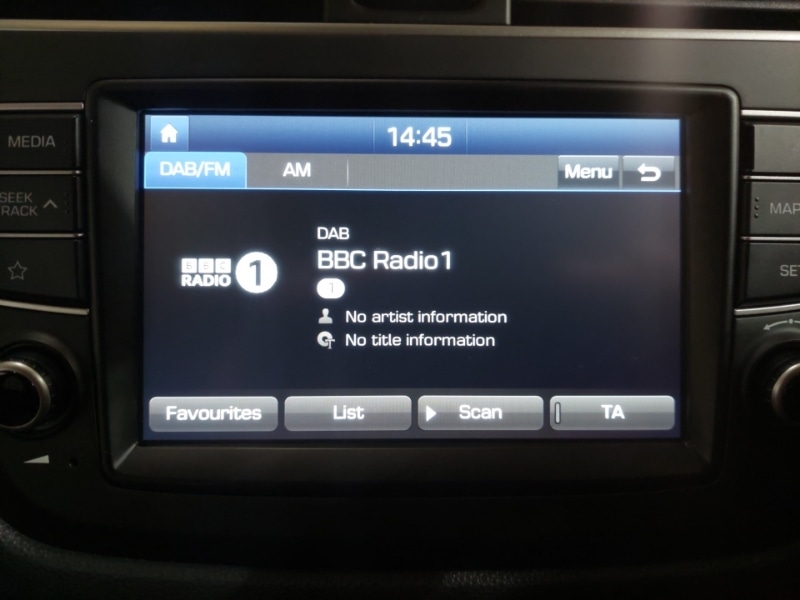 14:45
DAB/FM
AM
Menu
MEDIA
SEEK
TRACK
MAP
DAB
BBC Radio1
BBC
RADIO 1
1
No artist information
No title information
Favourites
List
Scan
TA